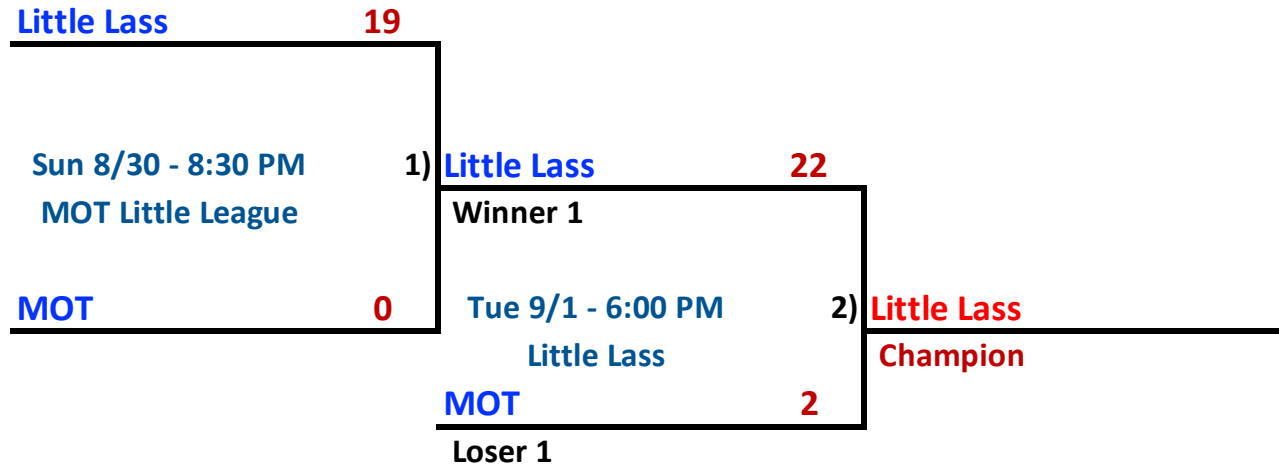 Little Lass 19
Sun 8/30 - 8:30 PM 1) Little Lass 22
MOT Little League Winner 1
MOT 0 Tue 9/1 - 6:00 PM 2) Little Lass
Little Lass Champion
MOT 2
Loser 1